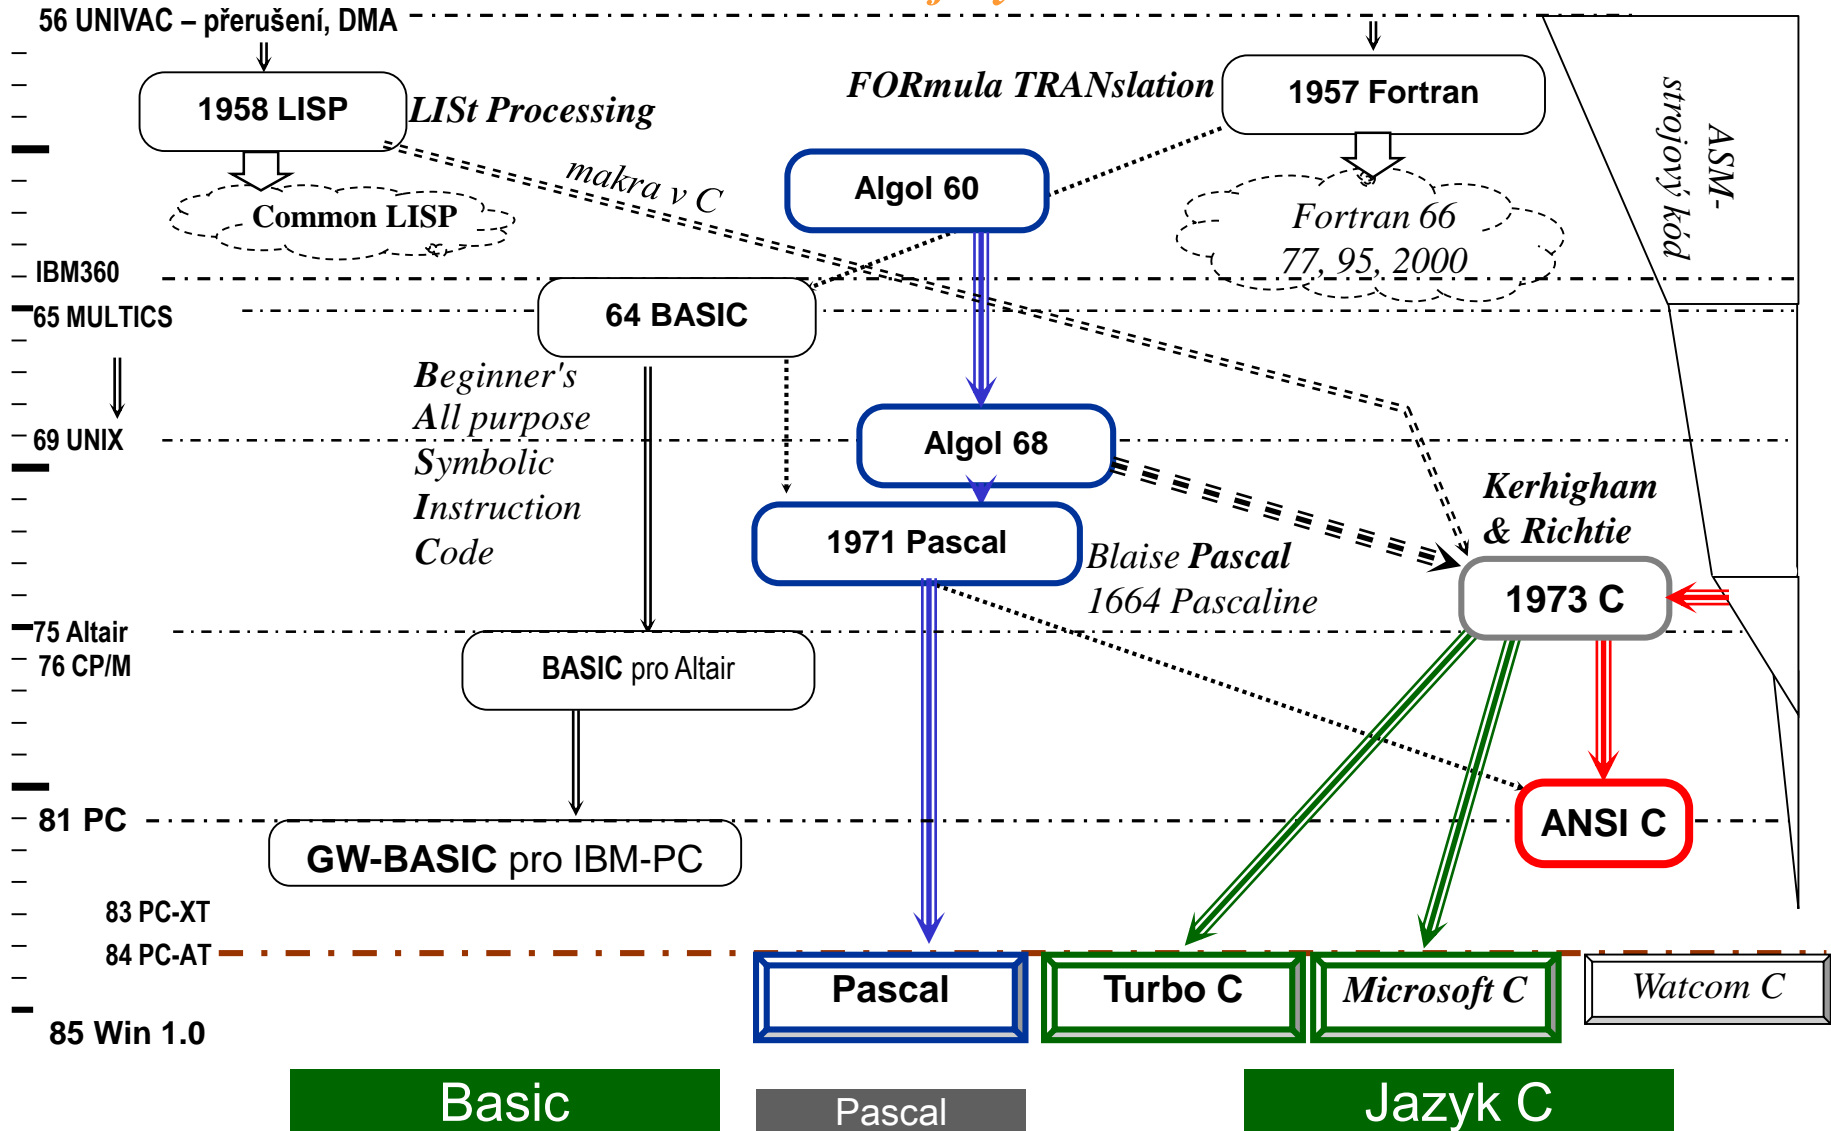 56 UNIVAC – přerušení, DMA
1958 LISP
LISt Processing
FORmula TRANslation
1957 Fortran
ASM-
strojový kód
makra v C
Algol 60
Common LISP
Fortran 66
77, 95, 2000
IBM360
65 MULTICS
64 BASIC
Beginner's
All purpose
Symbolic
Instruction
Code
69 UNIX
Algol 68
Kerhigham
& Richtie
1971 Pascal
Blaise Pascal
1664 Pascaline
1973 C
75 Altair
76 CP/M
BASIC pro Altair
81 PC
ANSI C
GW-BASIC pro IBM-PC
83 PC-XT
84 PC-AT
Pascal
Turbo C
Microsoft C
Watcom C
85 Win 1.0
Basic
Pascal
Jazyk C